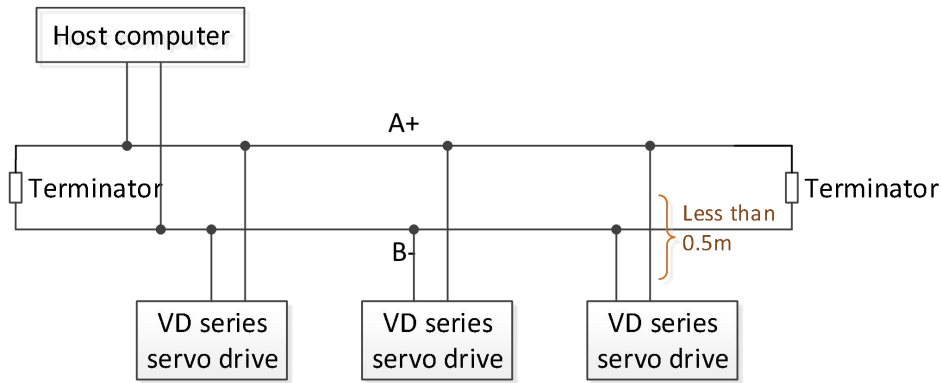 Host computer
A+
Terminator
Terminator
Less than
0.5m
B-
VD series
servo drive
VD series
servo drive
VD series
servo drive